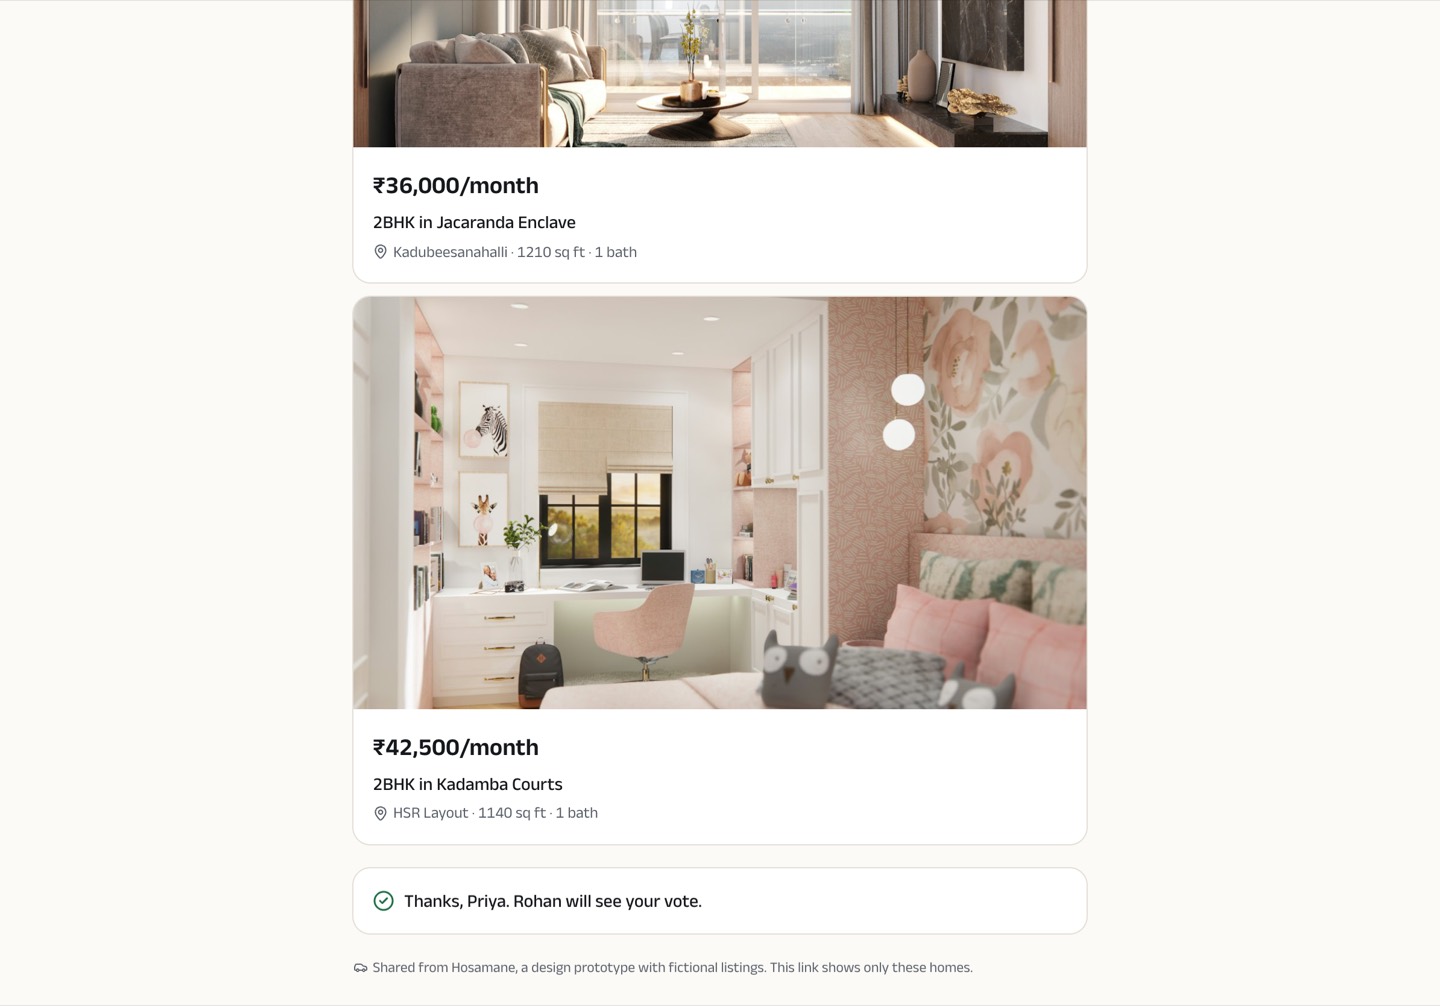 ₹36,000/month
2BHK in Jacaranda Enclave
Kadubeesanahalli · 1210 sq ft · 1 bath
₹42,500/month
2BHK in Kadamba Courts
HSR Layout · 1140 sq ft · 1 bath
Thanks, Priya. Rohan will see your vote.
Shared from Hosamane, a design prototype with fictional listings. This link shows only these homes.